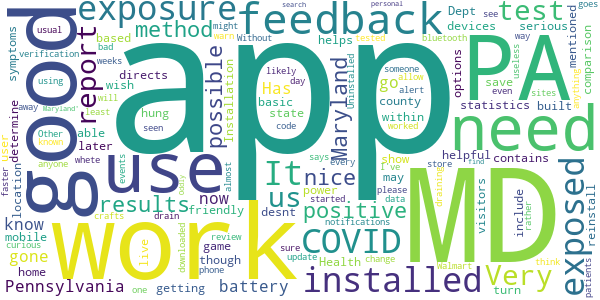 exposure feedback test Dept might personal search
based method bluetooth goes
usual Without helps tested devices see serious
warn bad verification weeks using directs possible mentioned way
symptoms report wish Has Maryland go options statistics even comparison
good app PA need
basic likely day save useless
will able hung Installation state someone allow alert county within built sites
away Maryland' seen code Uninstalled worked
determine Other known later use It says every I've show helpful contains anything
user anyone whete nice may store
location results us started, please power data notifications MD exposed
faster events now friendly desnt positive visitors include reinstall
know almost crafts review drain sure COVID Health update change draining rather find
mobile curious gone live downloaded game though
home today phone Walmart patients
Pennsylvania one getting work battery installed Very turn think